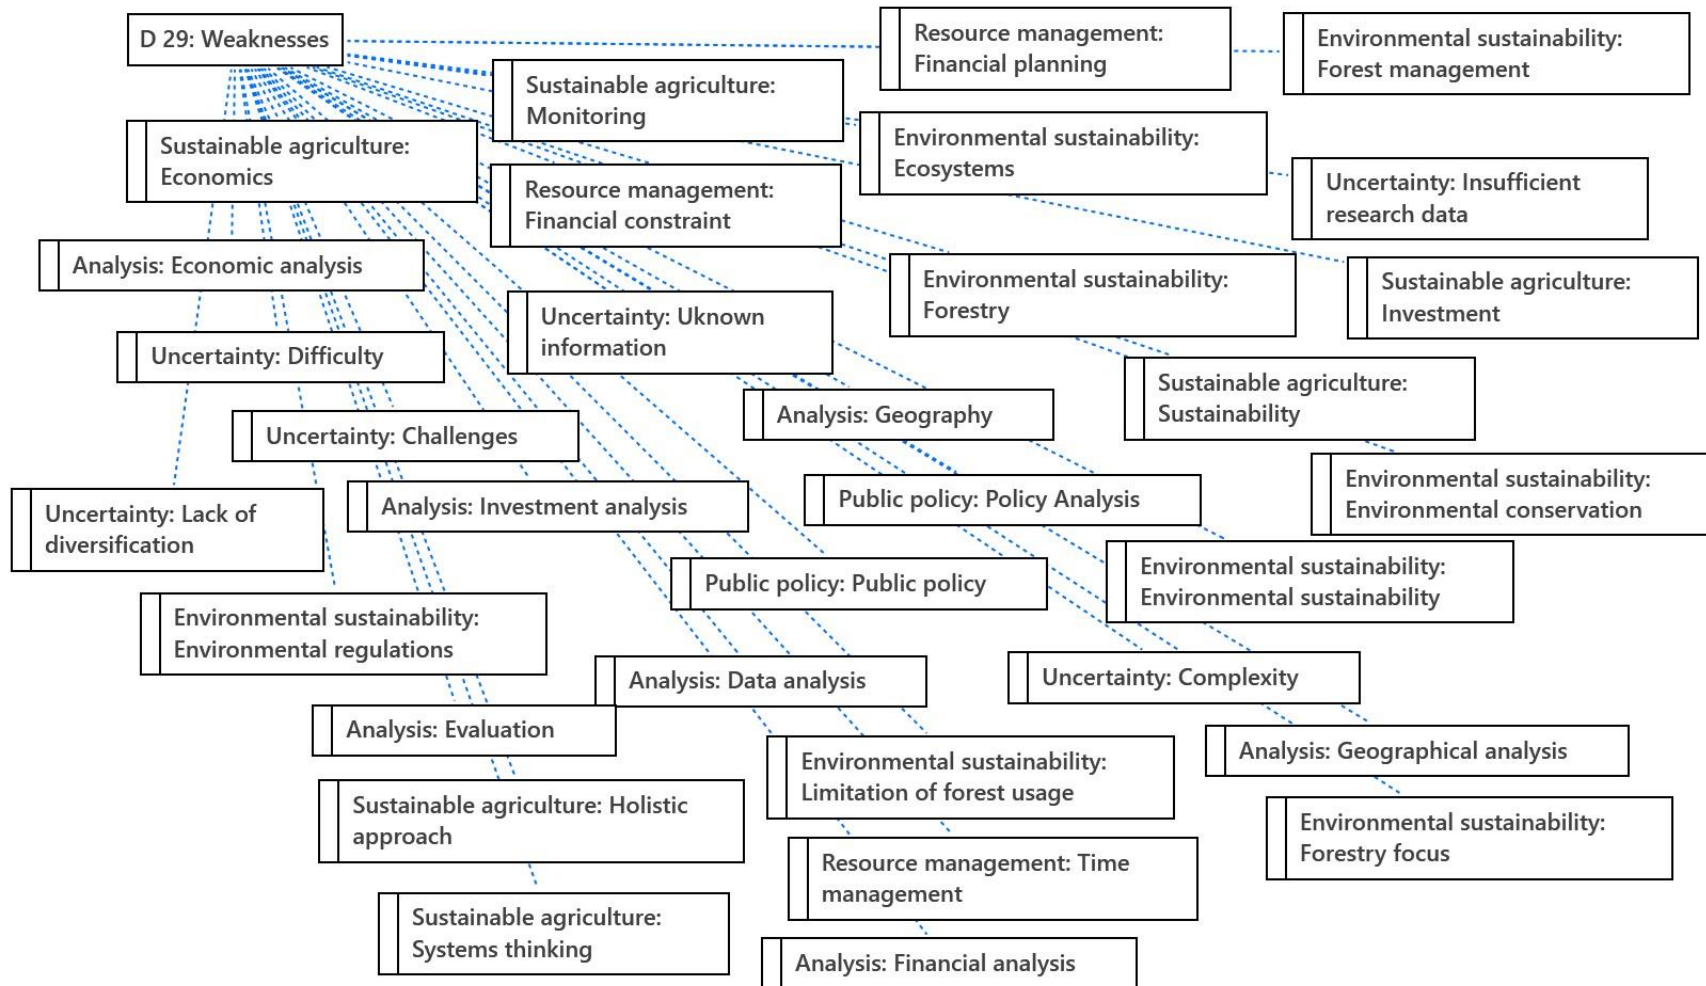 D 29: Weaknesses
Resource management:
Financial planning
Environmental sustainability:
Forest management
Sustainable agriculture:
Monitoring
Sustainable agriculture:
Economics
Environmental sustainability:
Ecosystems
Uncertainty: Insufficient
research data
Resource management:
Financial constraint
Analysis: Economic analysis
Environmental sustainability:
Forestry
Sustainable agriculture:
Investment
Uncertainty: Uknown
information
Uncertainty: Difficulty
Sustainable agriculture:
Sustainability
Analysis: Geography
Uncertainty: Challenges
Environmental sustainability:
Environmental conservation
Public policy: Policy Analysis
Analysis: Investment analysis
Uncertainty: Lack of
diversification
Environmental sustainability:
Environmental sustainability
Public policy: Public policy
Environmental sustainability:
Environmental regulations
Uncertainty: Complexity
Analysis: Data analysis
Analysis: Evaluation
Analysis: Geographical analysis
Environmental sustainability:
Limitation of forest usage
Sustainable agriculture: Holistic
approach
Environmental sustainability:
Forestry focus
Resource management: Time
management
Sustainable agriculture:
Systems thinking
Analysis: Financial analysis